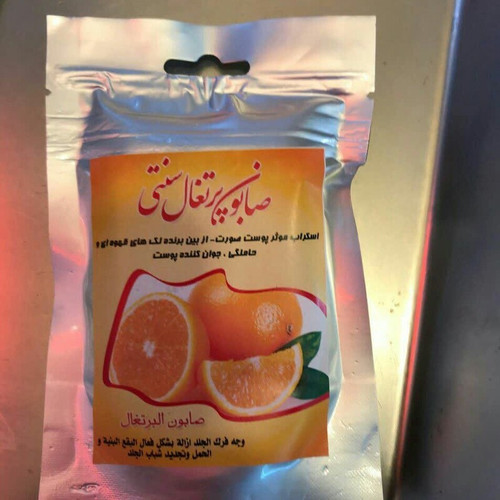 صابون پرتغال سنتی
اسکراب موثر پوست صورت- از بین برنده لک های قهوه ای و
حاملگی ، جوان کننده پوست
صابون البرتغال
وجه فرك الجلد ازالة بشكل فعال البقع البنية و
الحمل وتجديد شباب الجلد